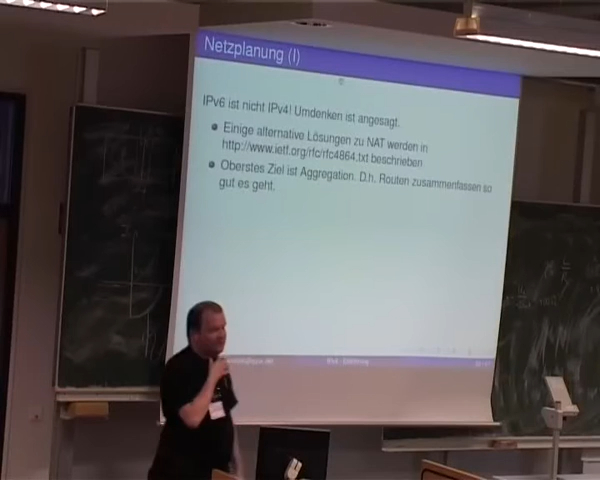 Netzplanung (I)
IPv6 ist nicht IPv4! Umdenken ist angesagt.
Einige alternative Lösungen zu NAT werden in
http://www.ietf.org/rfc/rfc4864.txt beschrieben
Oberstes Ziel ist Aggregation. D.h. Routen zusammenfassen so
gut es geht.